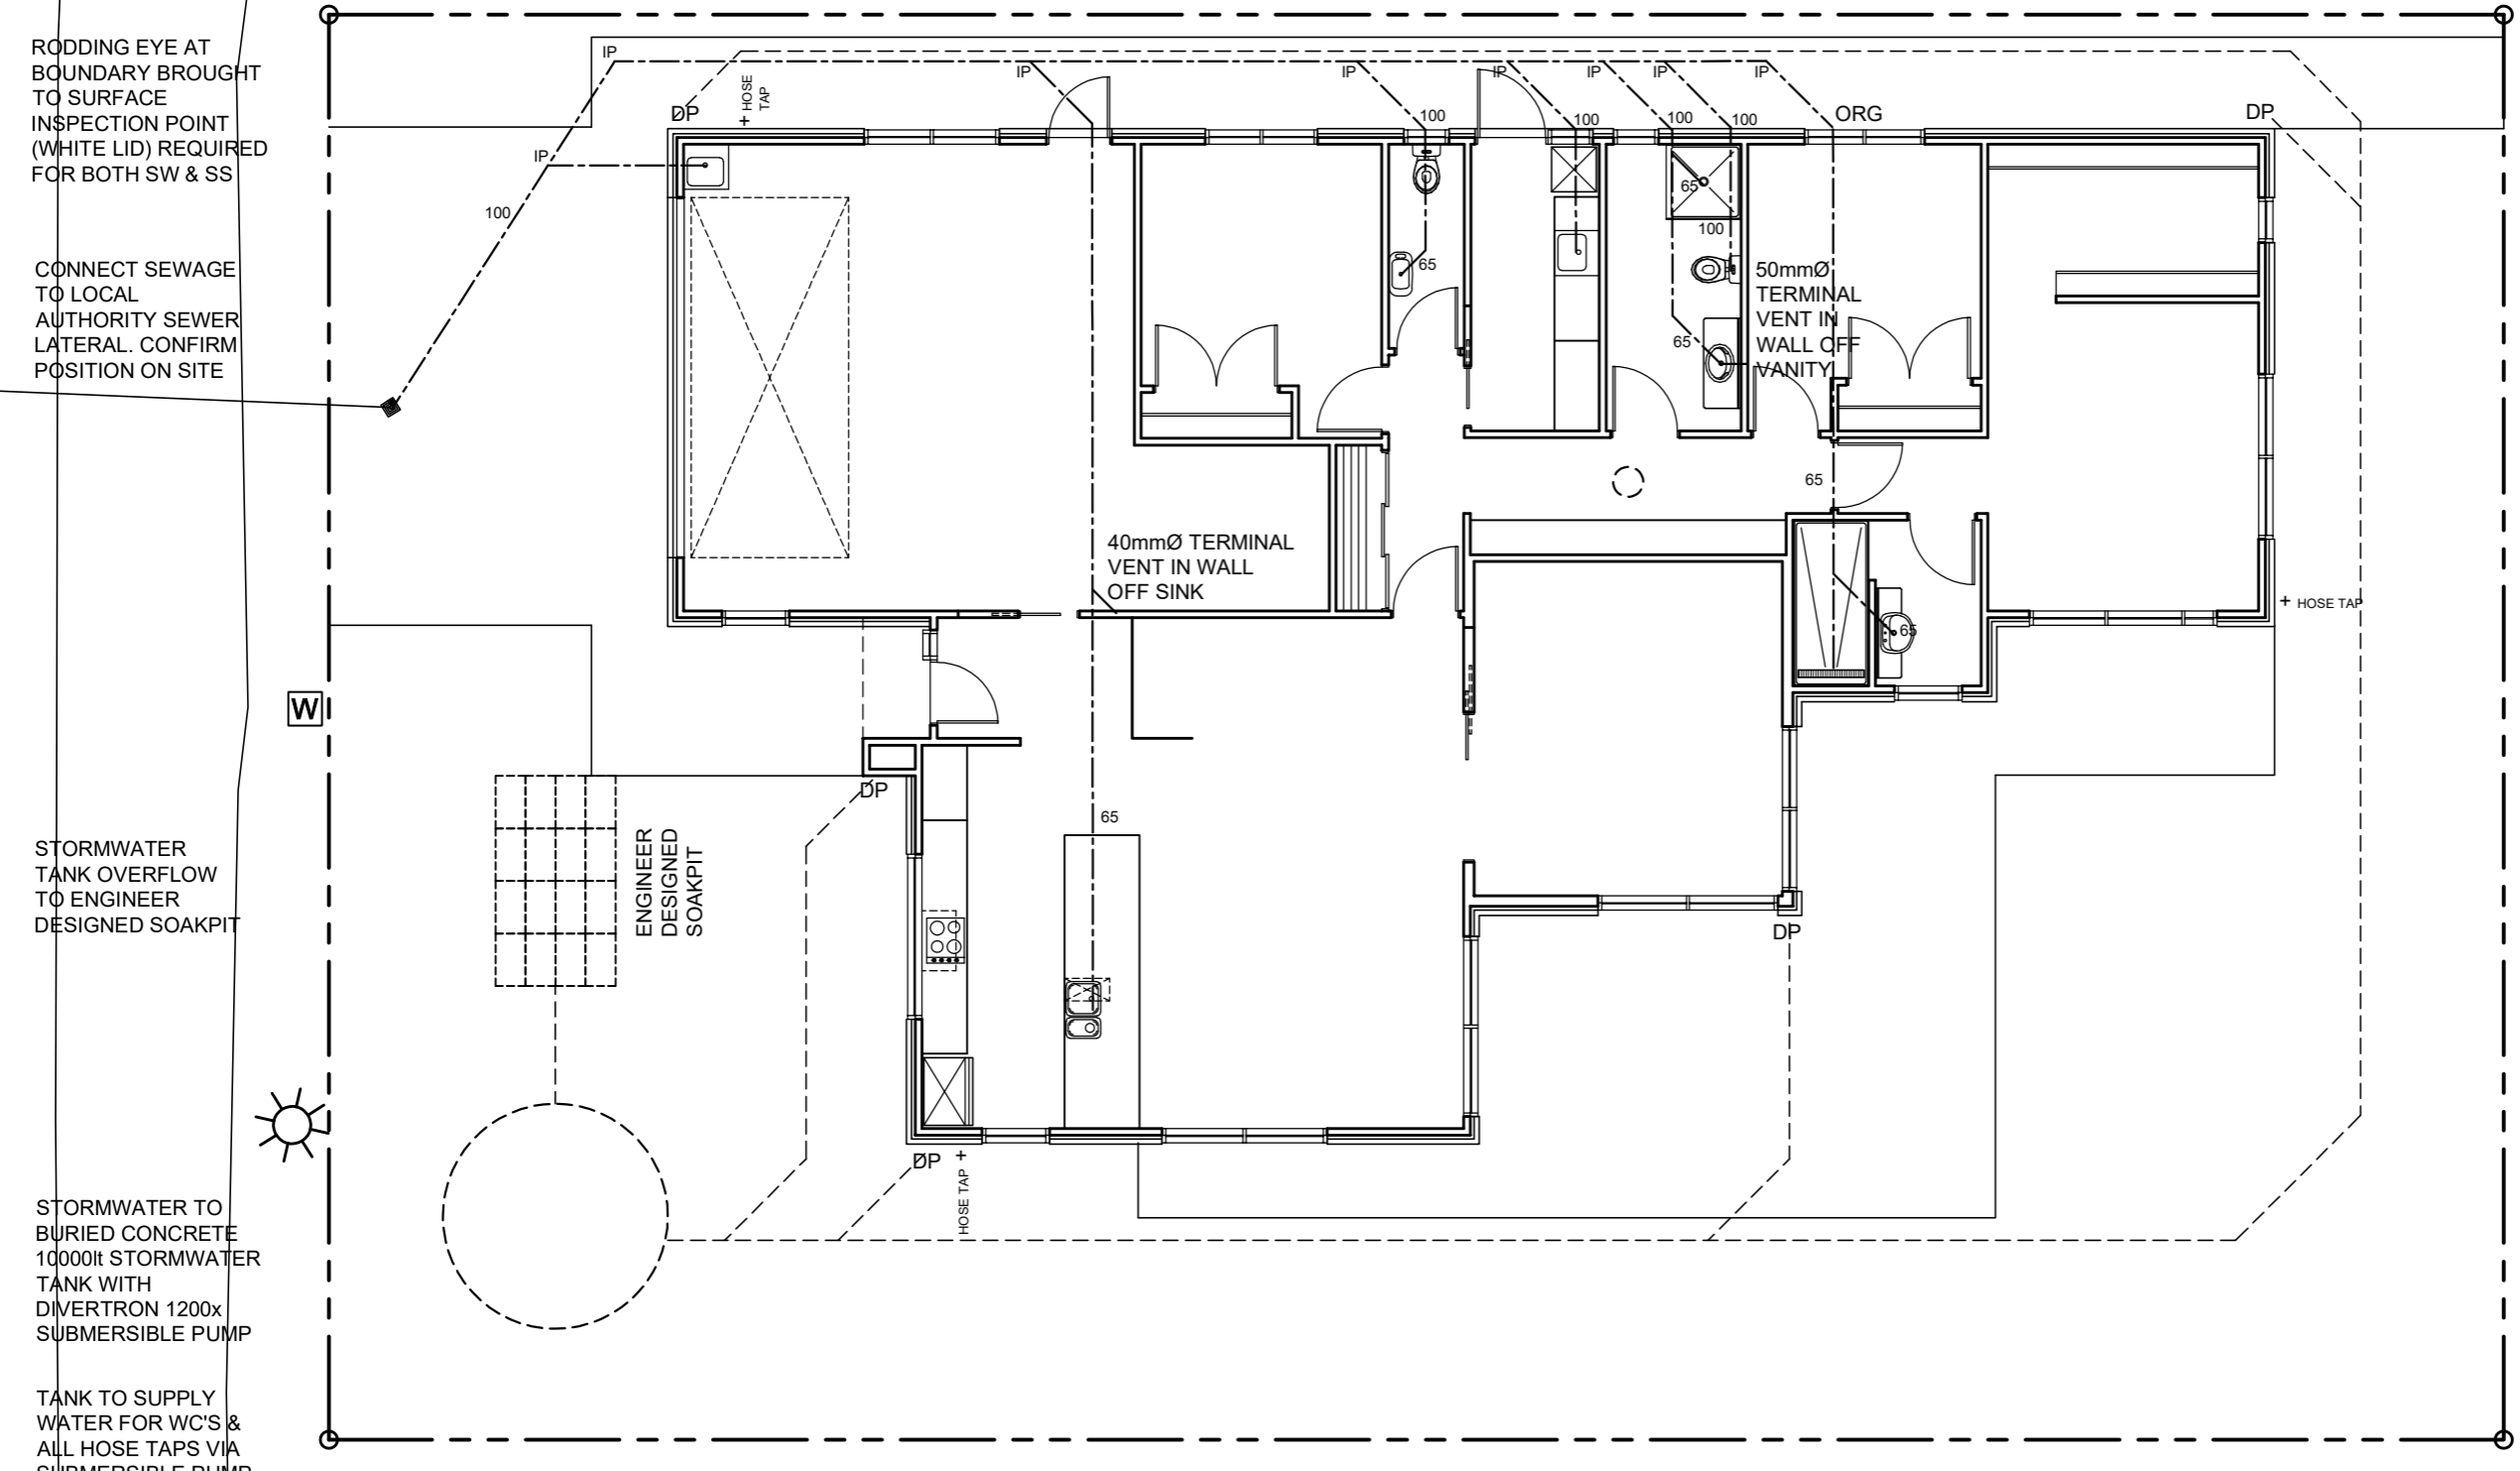 RODDING EYE AT
BOUNDARY BROUGHT
TO SURFACE
INSPECTION POINT
(WHITE LID) REQUIRED
FOR BOTH SW & SS
CONNECT SEWAGE
TO LOCAL
AUTHORITY SEWER
LATERAL. CONFIRM
POSITION ON SITE
STORMWATER
TANK OVERFLOW
TO ENGINEER
DESIGNED SOAKPIT
STORMWATER TO
BURIED CONCRETE
10000lt STORMWATER
TANK WITH
DIVERTRON 1200x
SUBMERSIBLE PUMP
TANK TO SUPPLY
WATER FOR WC'S &
ALL HOSE TAPS VIA
SUBMERSIBLE PUMP
W
IP
IP
IP
IP
IP
IP
IP
IP
100
DP
HOSE
TAP
100
100
100
100
ORG
DP
65
100
65
65
50mmØ
TERMINAL
VENT IN
WALL OFF
VANITY
65
40mmØ TERMINAL
VENT IN WALL
OFF SINK
HOSE TAP
65
DP
65
ENGINEER
DESIGNED
SOAKPIT
DP
DP
HOSE TAP